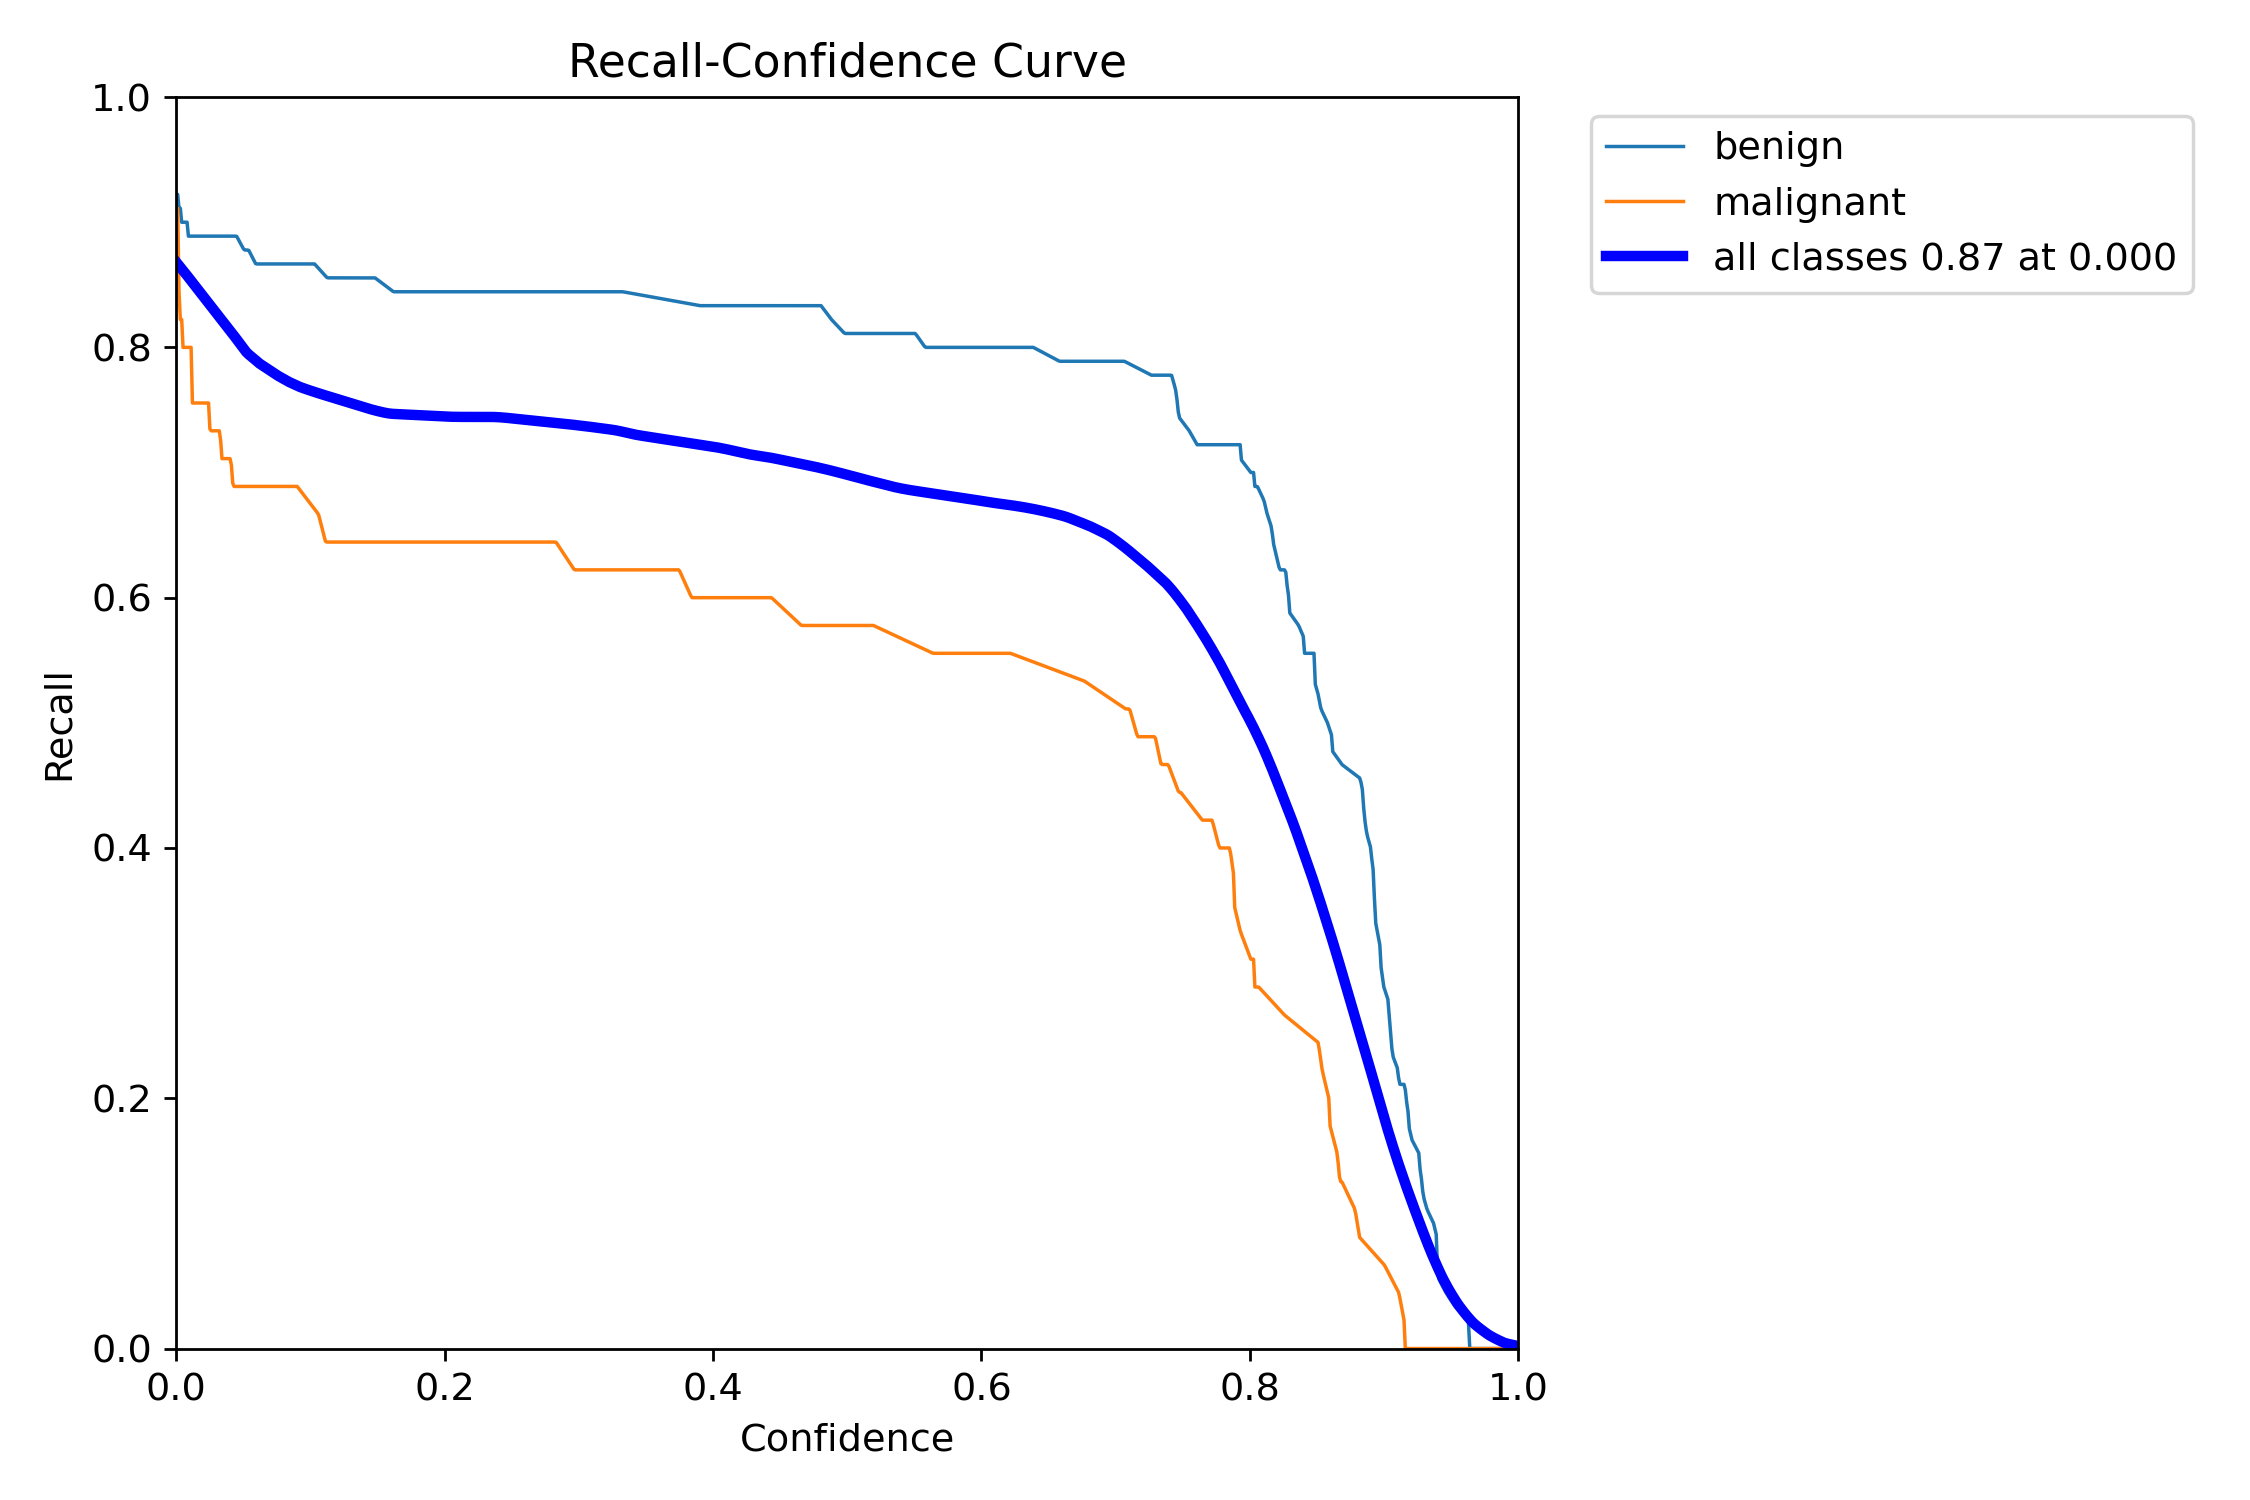 Recall-Confidence Curve
1.0
0.8
0.6
0.4
0.2
0.0
Recall
0.0 0.2 0.4 0.6 0.8 1.0
Confidence
benign
malignant
all classes 0.87 at 0.000